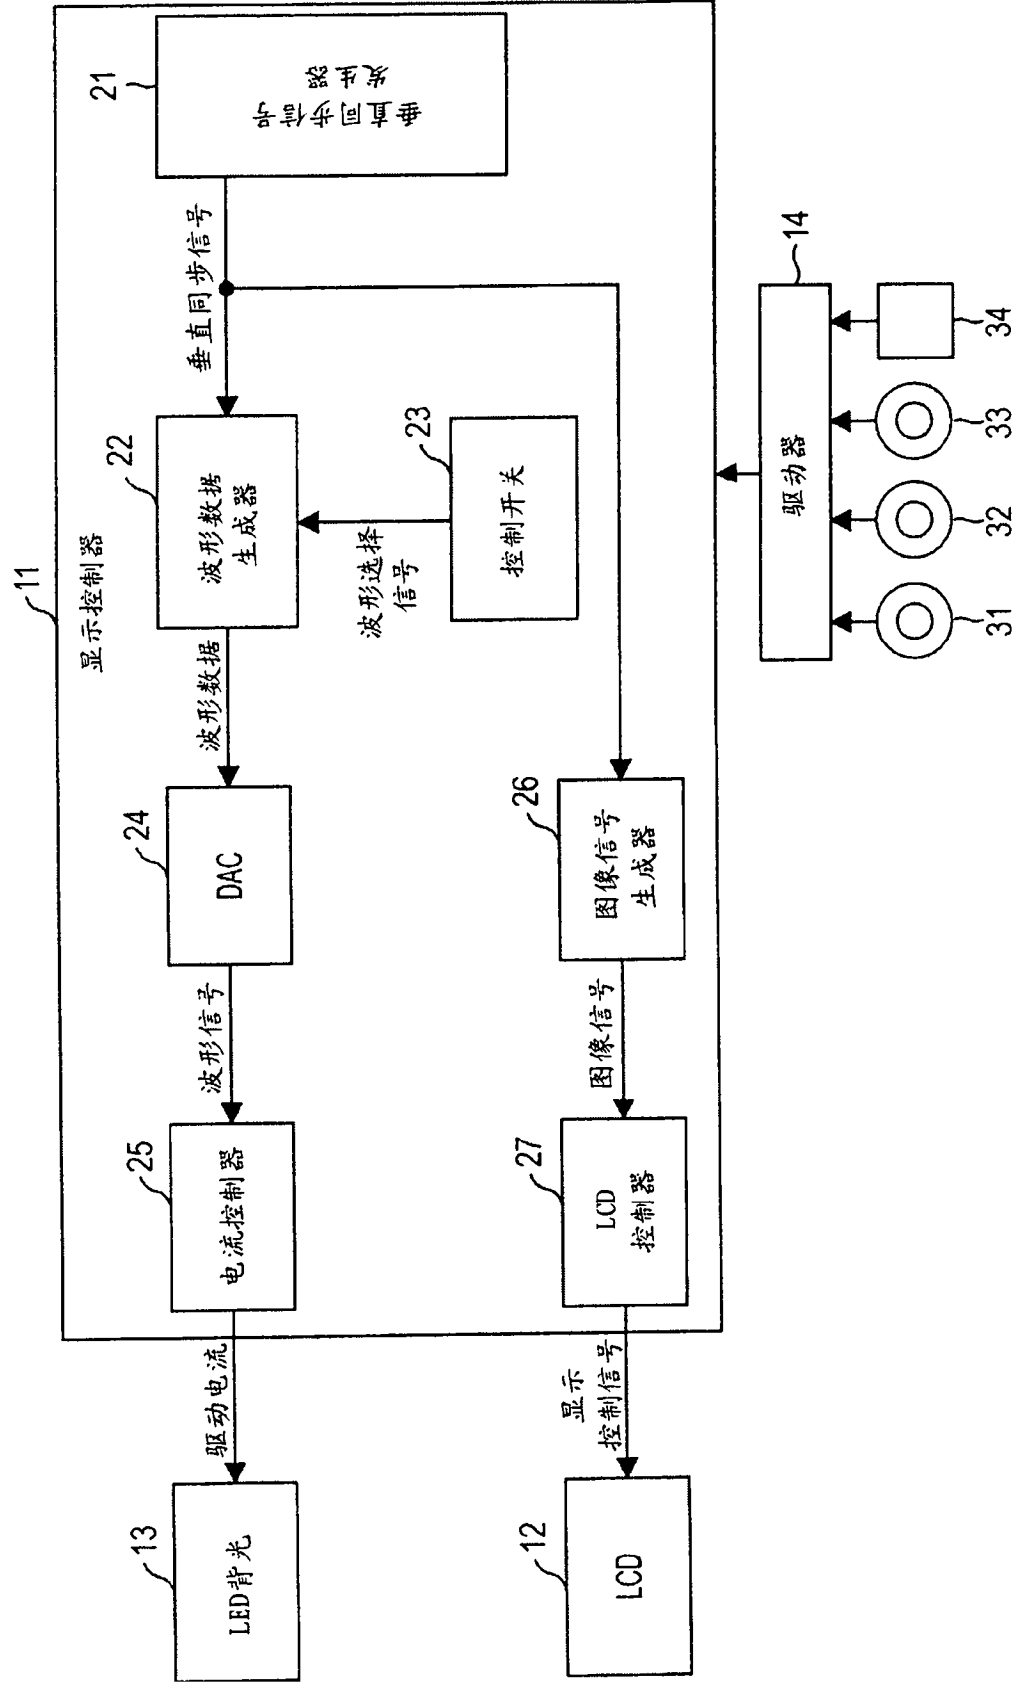 11
显示控制器
21
垂直同步信号
发生器
垂直同步信号
22
波形数据
生成器
23
控制开关
波形选择
信号
波形数据
24
DAC
波形信号
25
电流控制器
驱动电流
13
LED背光
26
图像信号
生成器
图像信号
27
LCD
控制器
显示
控制信号
12
LCD
14
驱动器
31
32
33
34